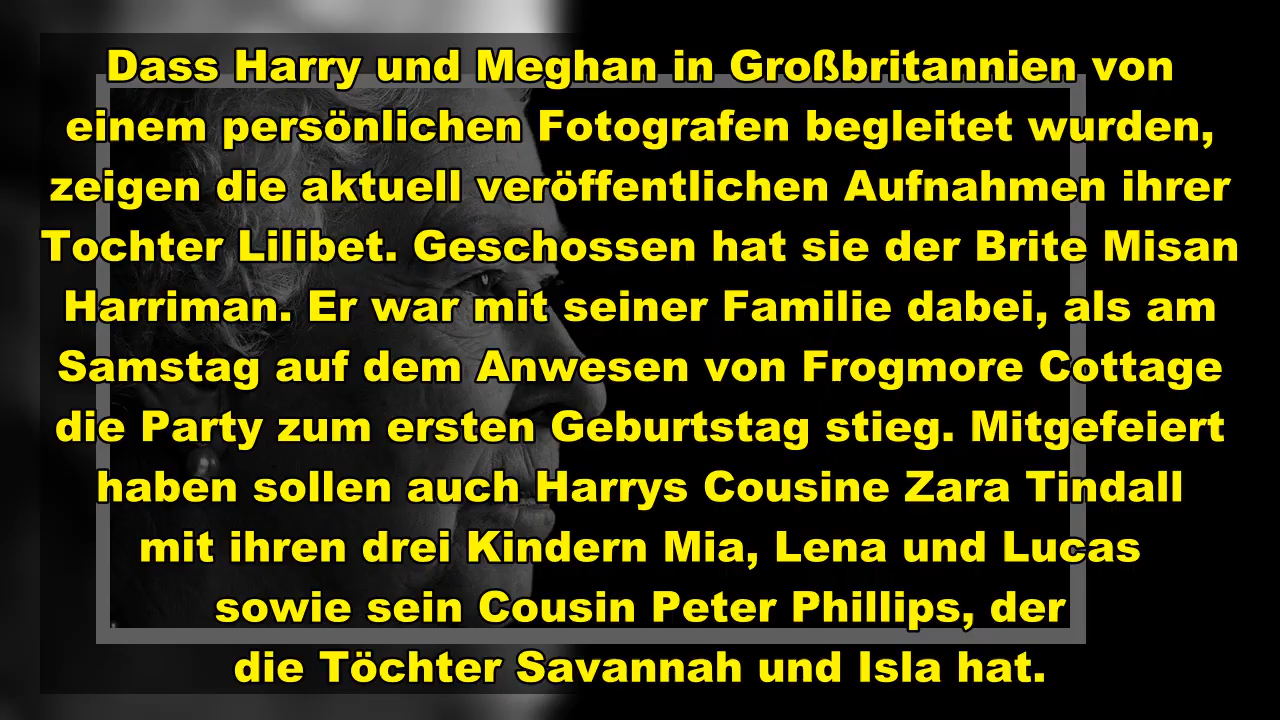 Dass Harry und Meghan in Großbritannien von
einem persönlichen Fotografen begleitet wurden,
zeigen die aktuell veröffentlichen Aufnahmen ihrer
Tochter Lilibet. Geschossen hat sie der Brite Misan
Harriman. Er war mit seiner Familie dabei, als am
Samstag auf dem Anwesen von Frogmore Cottage
die Party zum ersten Geburtstag stieg. Mitgefeiert
haben sollen auch Harrys Cousine Zara Tindall
mit ihren drei Kindern Mia, Lena und Lucas
sowie sein Cousin Peter Phillips, der
die Töchter Savannah und Isla hat.